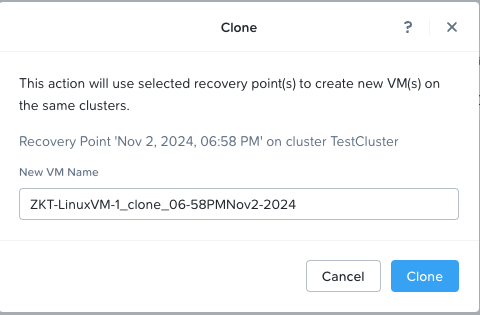 Clone
?
This action will use selected recovery point(s) to create new VM(s) on
the same clusters.
Recovery Point 'Nov 2, 2024, 06:58 PM' on cluster TestCluster
New VM Name
ZKT-LinuxVM-1_clone_06-58PMNov2-2024
Cancel
Clone